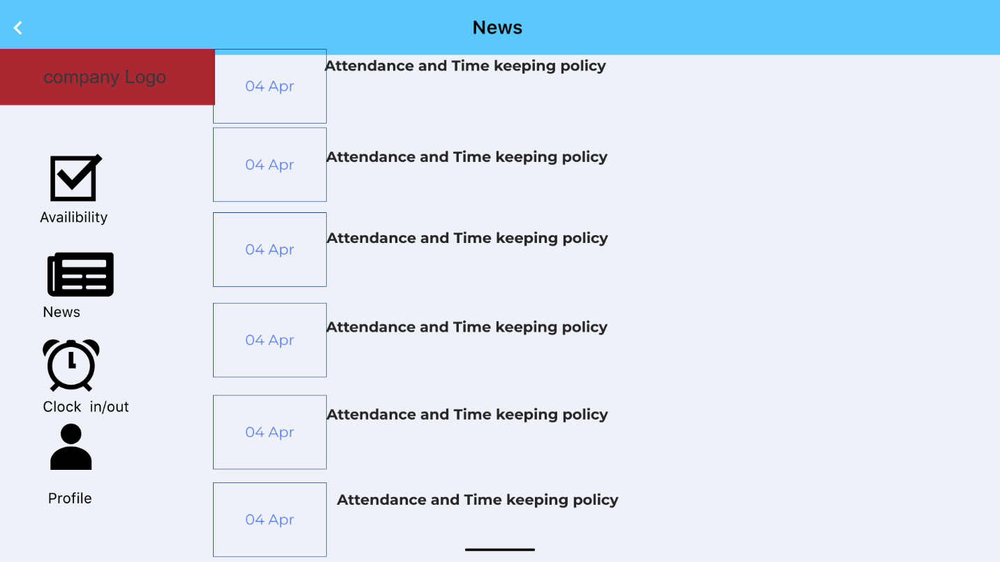 News
company Logo
Availibility
News
Clock in/out
Profile
04 Apr
Attendance and Time keeping policy
04 Apr
Attendance and Time keeping policy
04 Apr
Attendance and Time keeping policy
04 Apr
Attendance and Time keeping policy
04 Apr
Attendance and Time keeping policy
04 Apr
Attendance and Time keeping policy